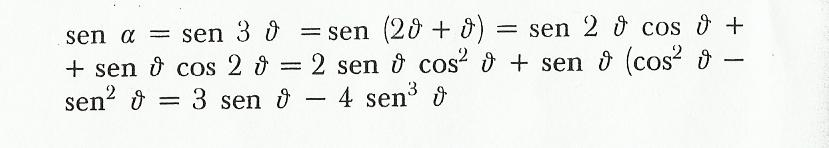 sen α = sen 3 ϑ = sen (2ϑ + ϑ) = sen 2 ϑ cos ϑ +
+ sen ϑ cos 2 ϑ = 2 sen ϑ cos² ϑ + sen ϑ (cos² ϑ −
sen² ϑ = 3 sen ϑ − 4 sen³ ϑ